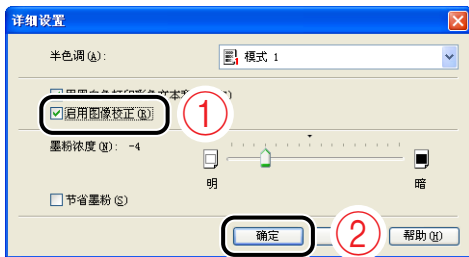 详细设置
半色调(A):
模式 1
启用图像校正(R)
①
墨粉浓度(N): -4
明
暗
节省墨粉(S)
确定
②
帮助(H)